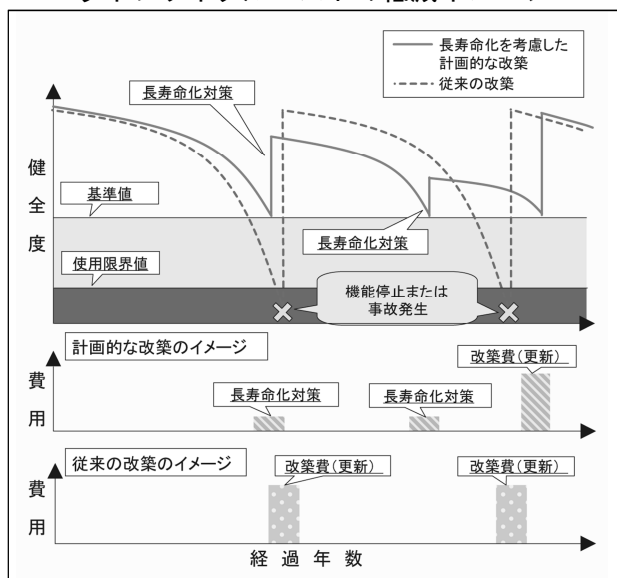 長寿命化を考慮した
計画的な改築
従来の改築
長寿命化対策
健全度
基準値
長寿命化対策
使用限界値
機能停止または
事故発生
計画的な改築のイメージ
改築費(更新)
費用
長寿命化対策
長寿命化対策
従来の改築のイメージ
改築費(更新)
改築費(更新)
費用
経過年数